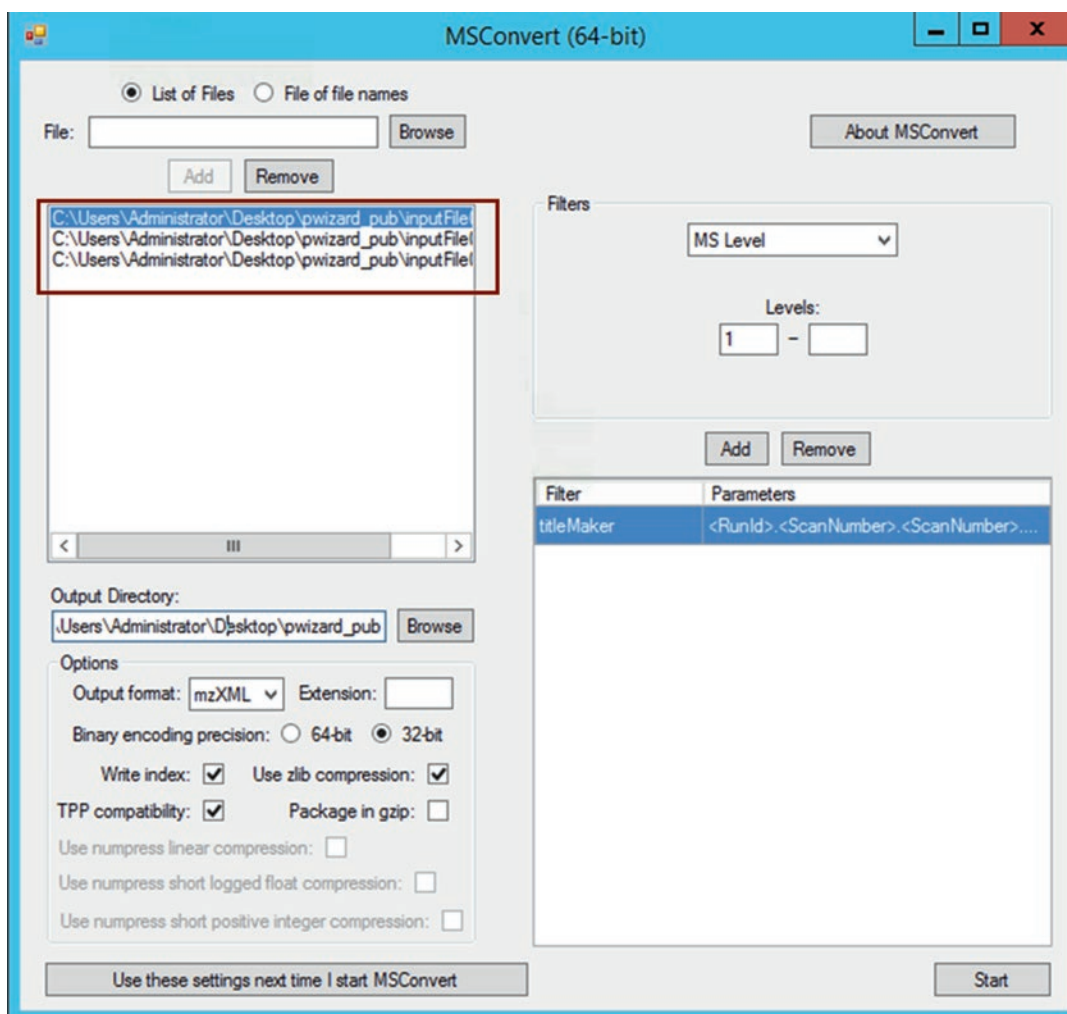 MSConvert (64-bit)
List of Files File of file names
File: Browse
About MSConvert
Add Remove
C:\Users\Administrator\Desktop\pwizard_pub\inputFile
C:\Users\Administrator\Desktop\pwizard_pub\inputFile
C:\Users\Administrator\Desktop\pwizard_pub\inputFile
Filters
MS Level
Levels:
1 -
Add Remove
Filter Parameters
titleMaker <RunId>.<ScanNumber>.<ScanNumber>....
Output Directory:
.Users\Administrator\Desktop\pwizard_pub Browse
Options
Output format: mzXML Extension:
Binary encoding precision: 64-bit 32-bit
Write index: Use zlib compression:
TPP compatibility: Package in gzip:
Use numpress linear compression:
Use numpress short logged float compression:
Use numpress short positive integer compression:
Use these settings next time I start MSConvert
Start